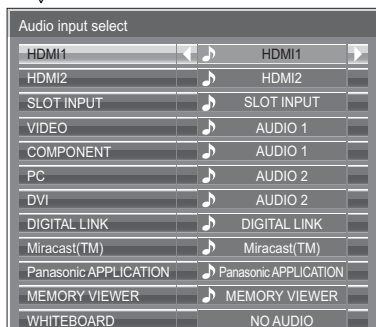 Audio input select
HDMI1 HDMI1
HDMI2 HDMI2
SLOT INPUT SLOT INPUT
VIDEO AUDIO 1
COMPONENT AUDIO 1
PC AUDIO 2
DVI AUDIO 2
DIGITAL LINK DIGITAL LINK
Miracast(TM) Miracast(TM)
Panasonic APPLICATION Panasonic APPLICATION
MEMORY VIEWER MEMORY VIEWER
WHITEBOARD NO AUDIO